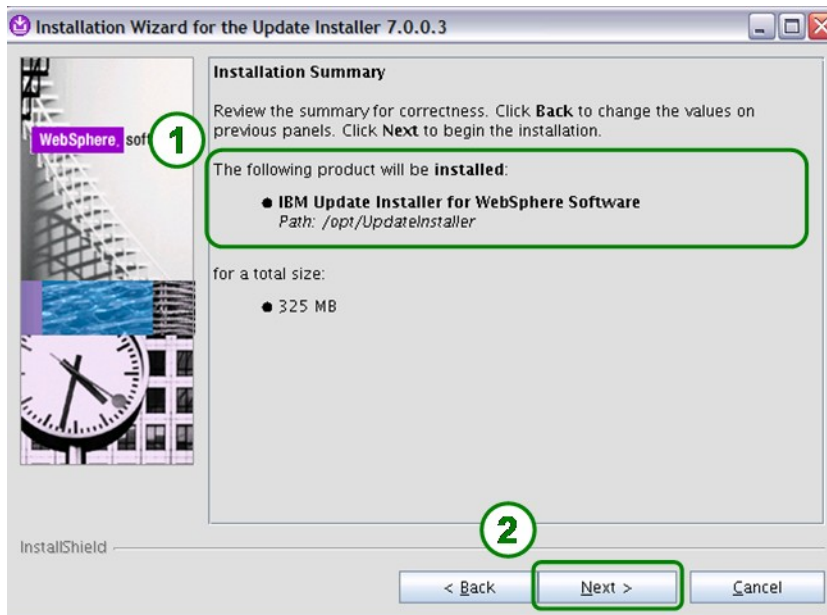 Installation Wizard for the Update Installer 7.0.0.3
Installation Summary
Review the summary for correctness. Click Back to change the values on
previous panels. Click Next to begin the installation.
WebSphere.
1
The following product will be installed:
IBM Update Installer for WebSphere Software
Path: /opt/UpdateInstaller
for a total size:
325 MB
2
InstallShield
< Back
Next >
Cancel